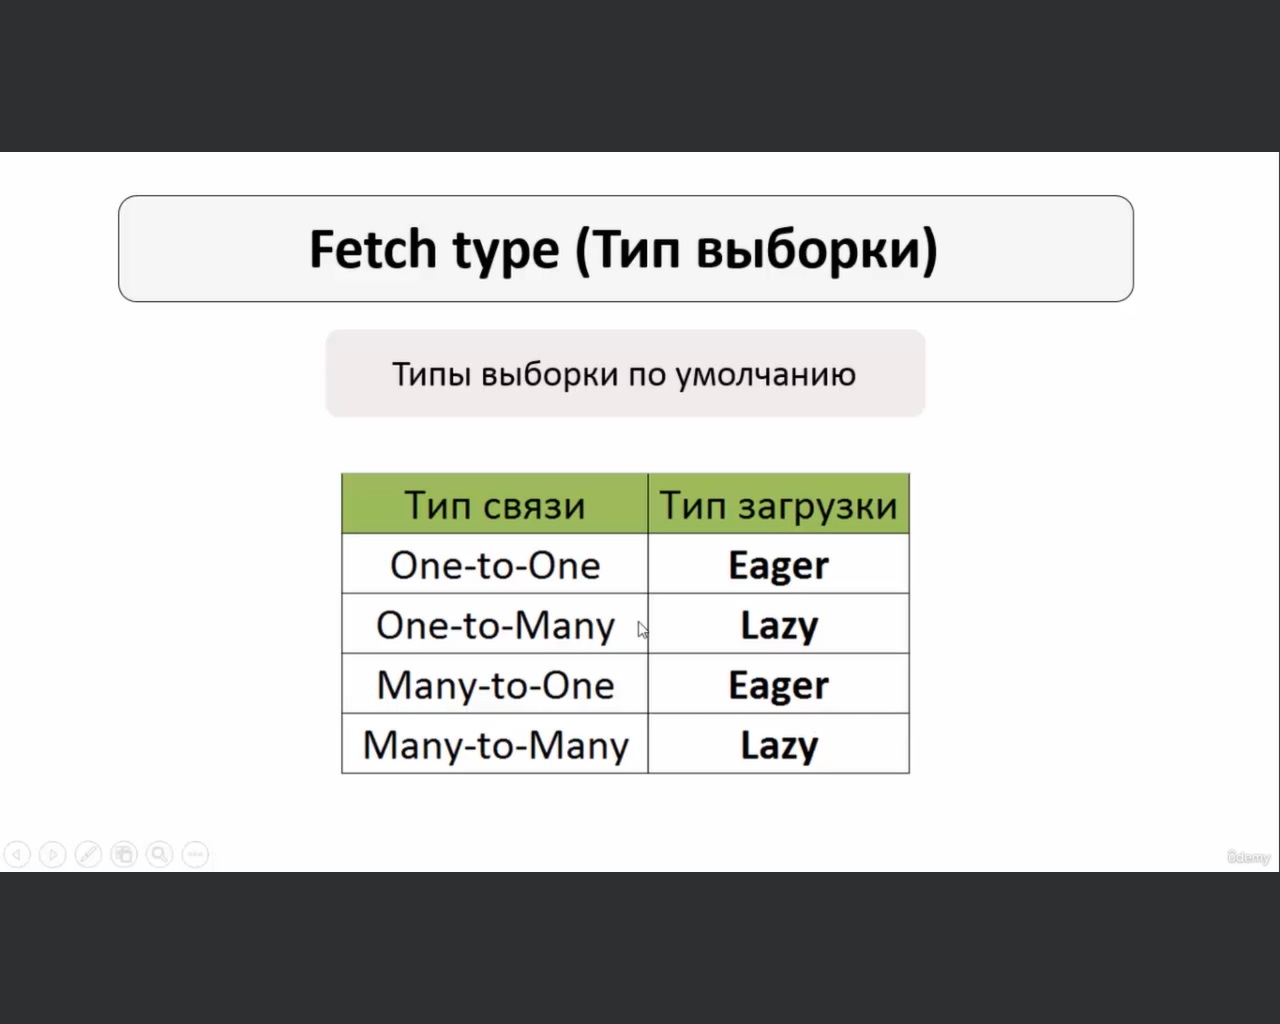 Fetch type (Тип выборки)
Типы выборки по умолчанию
Тип связи Тип загрузки
One-to-One Eager
One-to-Many Lazy
Many-to-One Eager
Many-to-Many Lazy
ûdemy